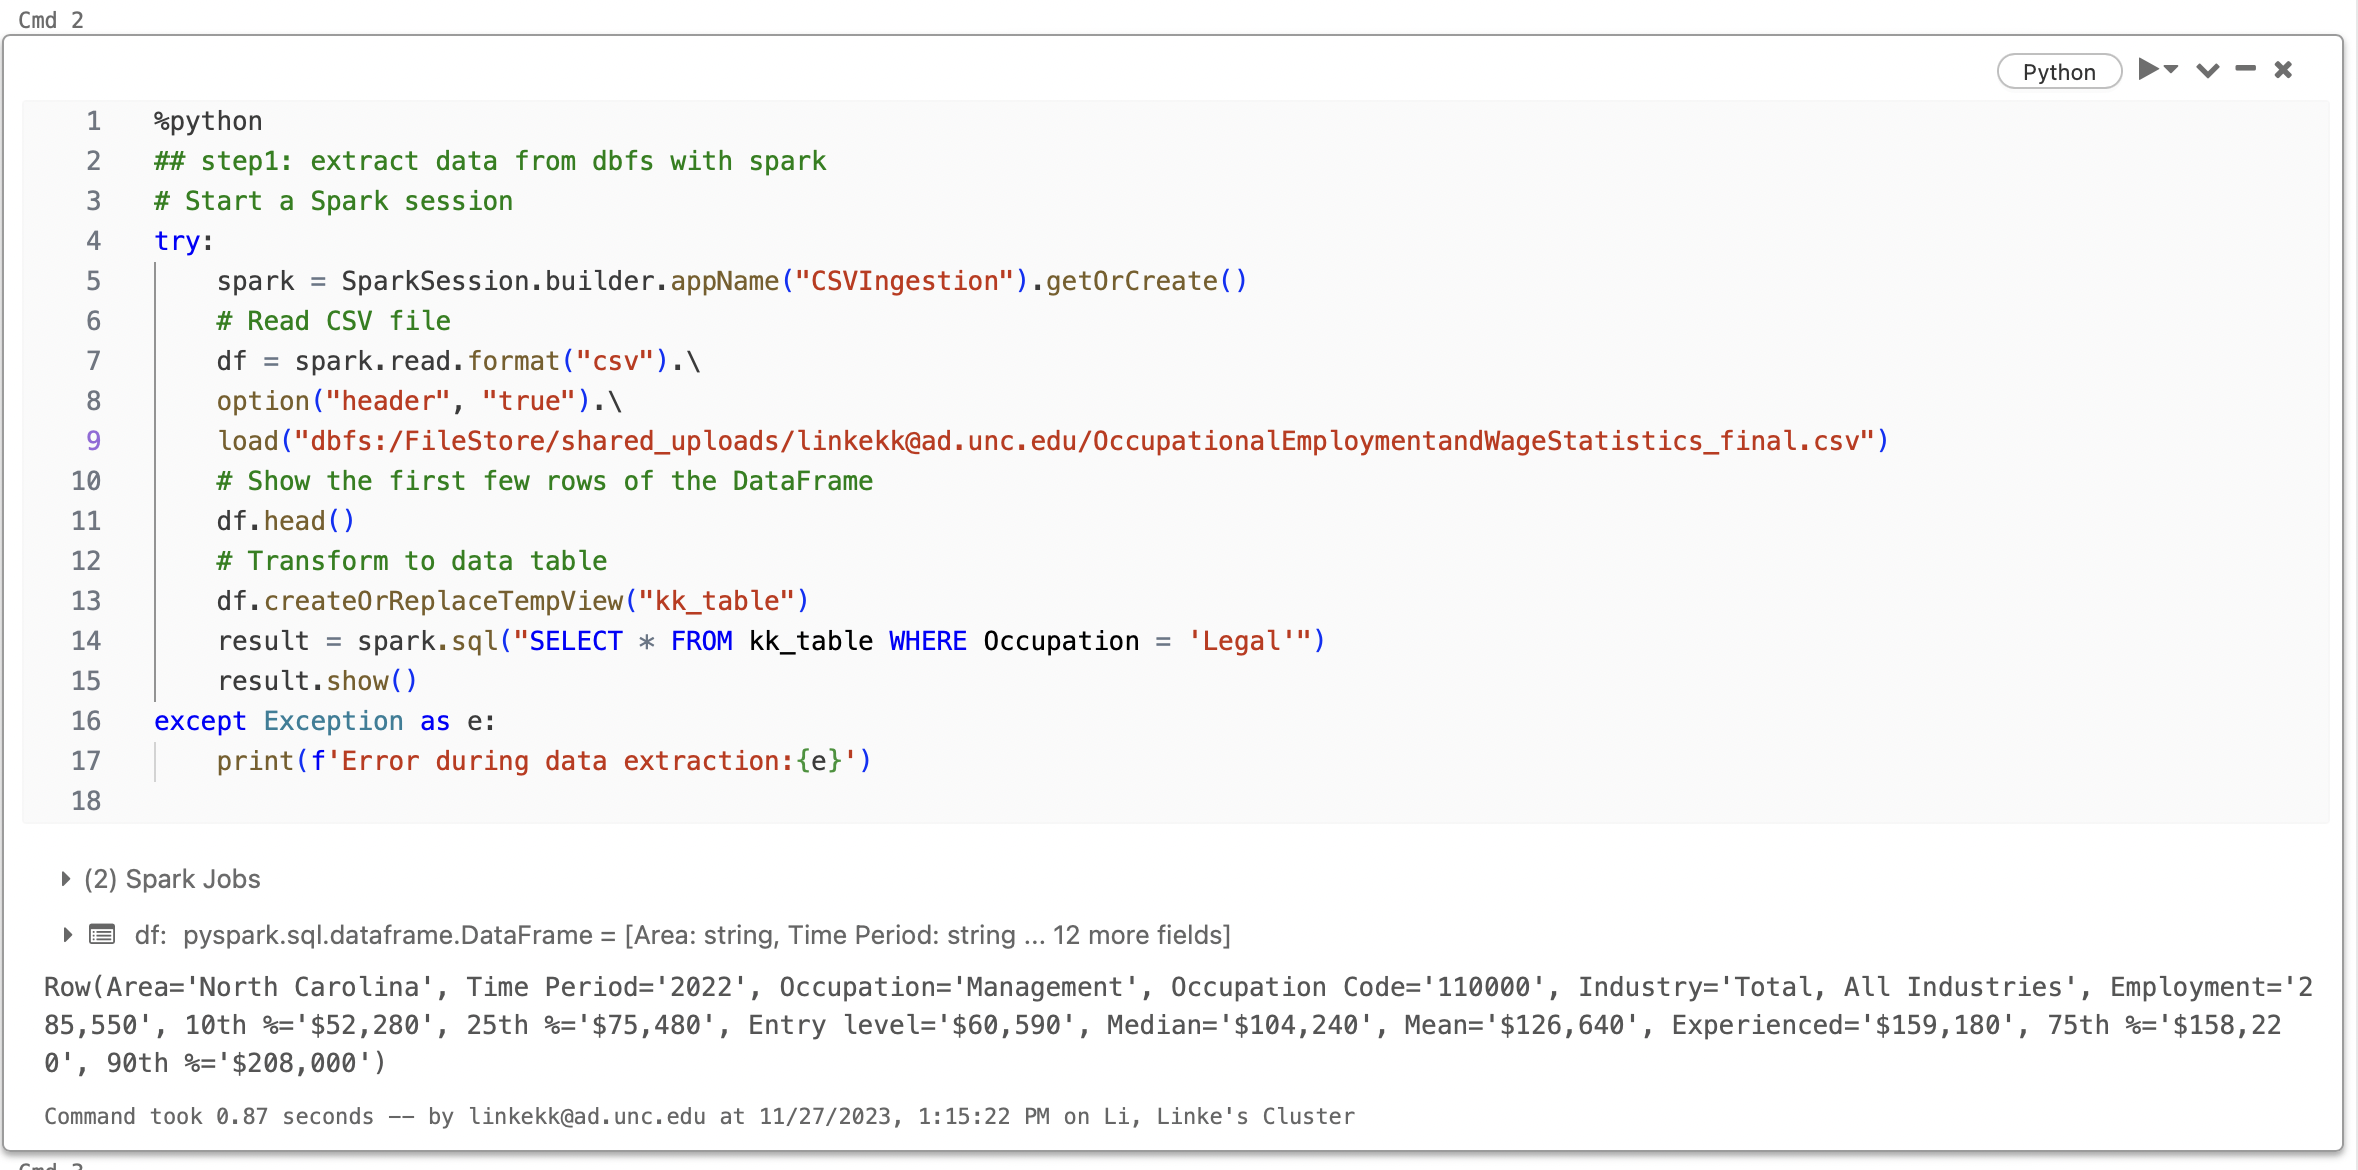 Cmd 2
Python
1 %python
2 ## step1: extract data from dbfs with spark
3 # Start a Spark session
4 try:
5     spark = SparkSession.builder.appName("CSVIngestion").getOrCreate()
6     # Read CSV file
7     df = spark.read.format("csv").\
8     option("header", "true").\
9     load("dbfs:/FileStore/shared_uploads/linkekk@ad.unc.edu/OccupationalEmploymentandWageStatistics_final.csv")
10     # Show the first few rows of the DataFrame
11     df.head()
12     # Transform to data table
13     df.createOrReplaceTempView("kk_table")
14     result = spark.sql("SELECT * FROM kk_table WHERE Occupation = 'Legal'")
15     result.show()
16 except Exception as e:
17     print(f'Error during data extraction:{e}')
18
(2) Spark Jobs
df: pyspark.sql.dataframe.DataFrame = [Area: string, Time Period: string ... 12 more fields]
Row(Area='North Carolina', Time Period='2022', Occupation='Management', Occupation Code='110000', Industry='Total, All Industries', Employment='2
85,550', 10th %='$52,280', 25th %='$75,480', Entry level='$60,590', Median='$104,240', Mean='$126,640', Experienced='$159,180', 75th %='$158,22
0', 90th %='$208,000')
Command took 0.87 seconds -- by linkekk@ad.unc.edu at 11/27/2023, 1:15:22 PM on Li, Linke's Cluster
Cmd 3